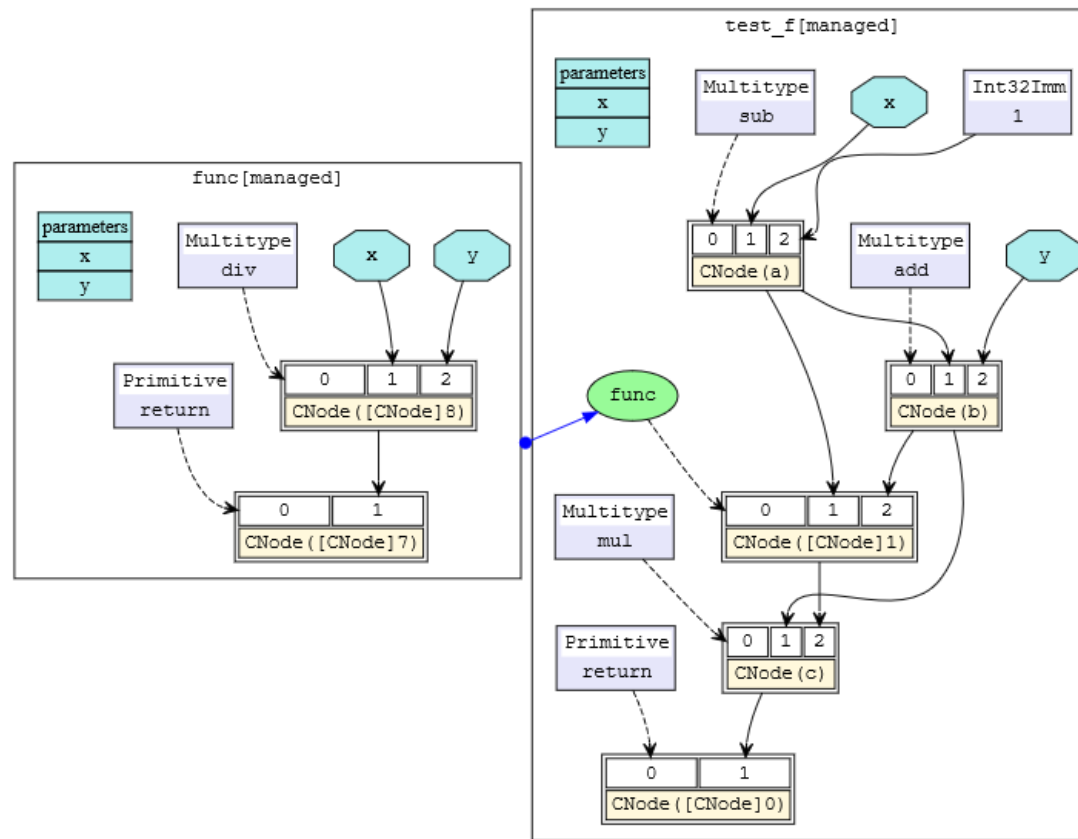 func[managed]
parameters
x
y
Multitype
div
x
y
Primitive
return
0 1 2
CNode([CNode]8)
0 1
CNode([CNode]7)
test_f[managed]
parameters
x
y
Multitype
sub
x
Int32Imm
1
0 1 2
CNode(a)
Multitype
add
y
0 1 2
CNode(b)
func
0 1 2
CNode([CNode]1)
Multitype
mul
0 1 2
CNode(c)
Primitive
return
0 1
CNode([CNode]0)